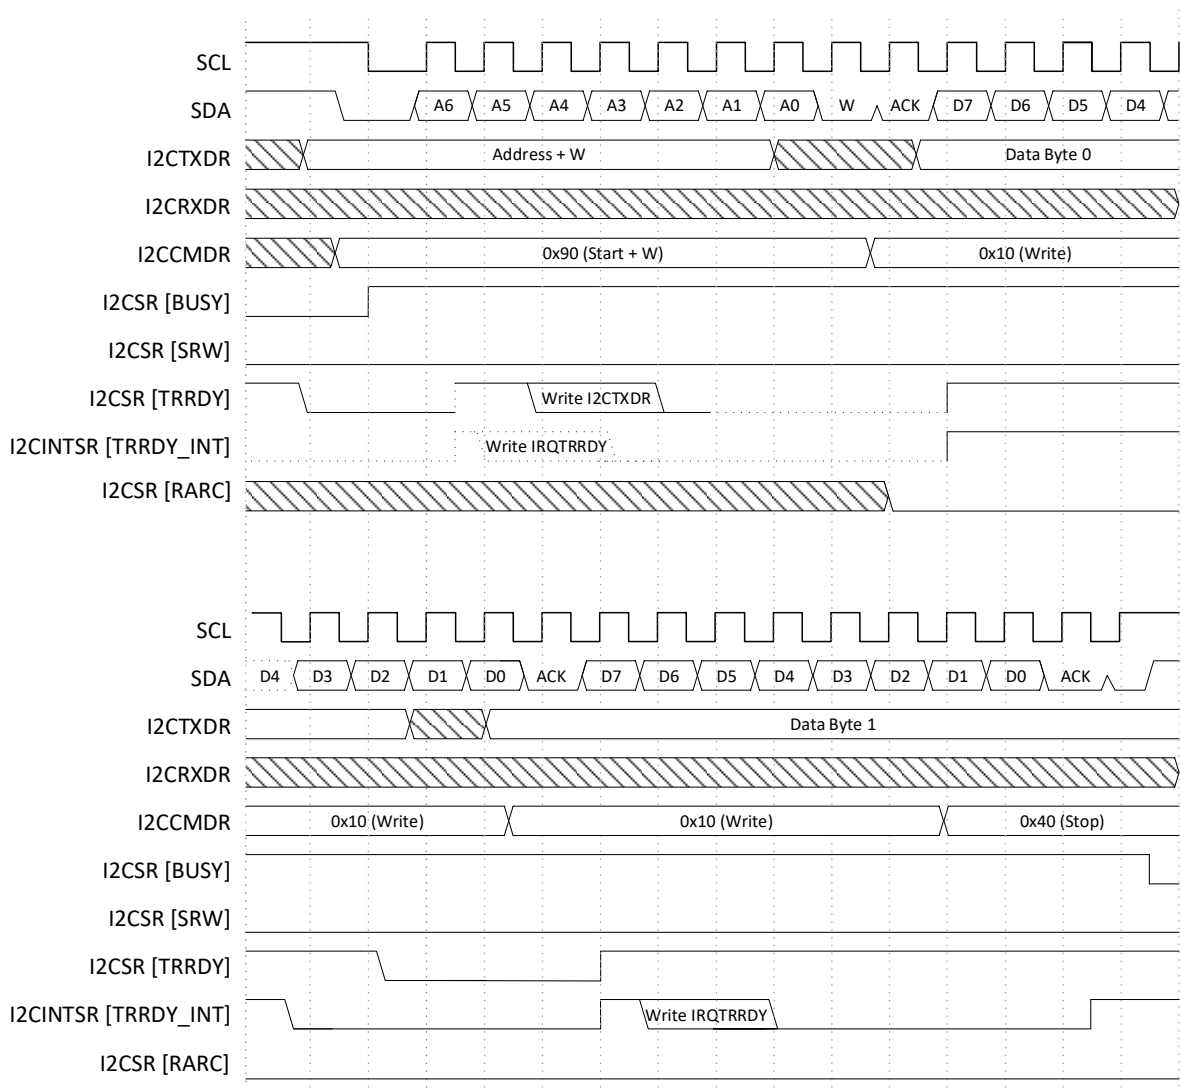 SCL
SDA A6 A5 A4 A3 A2 A1 A0 W ACK D7 D6 D5 D4
I2CTXDR Address + W Data Byte 0
I2CRXDR
I2CCMDR 0x90 (Start + W) 0x10 (Write)
I2CSR [BUSY]
I2CSR [SRW]
I2CSR [TRRDY] Write I2CTXDR
I2CINTSR [TRRDY_INT] Write IRQTRRDY
I2CSR [RARC]
SCL
SDA D4 D3 D2 D1 D0 ACK D7 D6 D5 D4 D3 D2 D1 D0 ACK
I2CTXDR Data Byte 1
I2CRXDR
I2CCMDR 0x10 (Write) 0x10 (Write) 0x40 (Stop)
I2CSR [BUSY]
I2CSR [SRW]
I2CSR [TRRDY]
I2CINTSR [TRRDY_INT] Write IRQTRRDY
I2CSR [RARC]